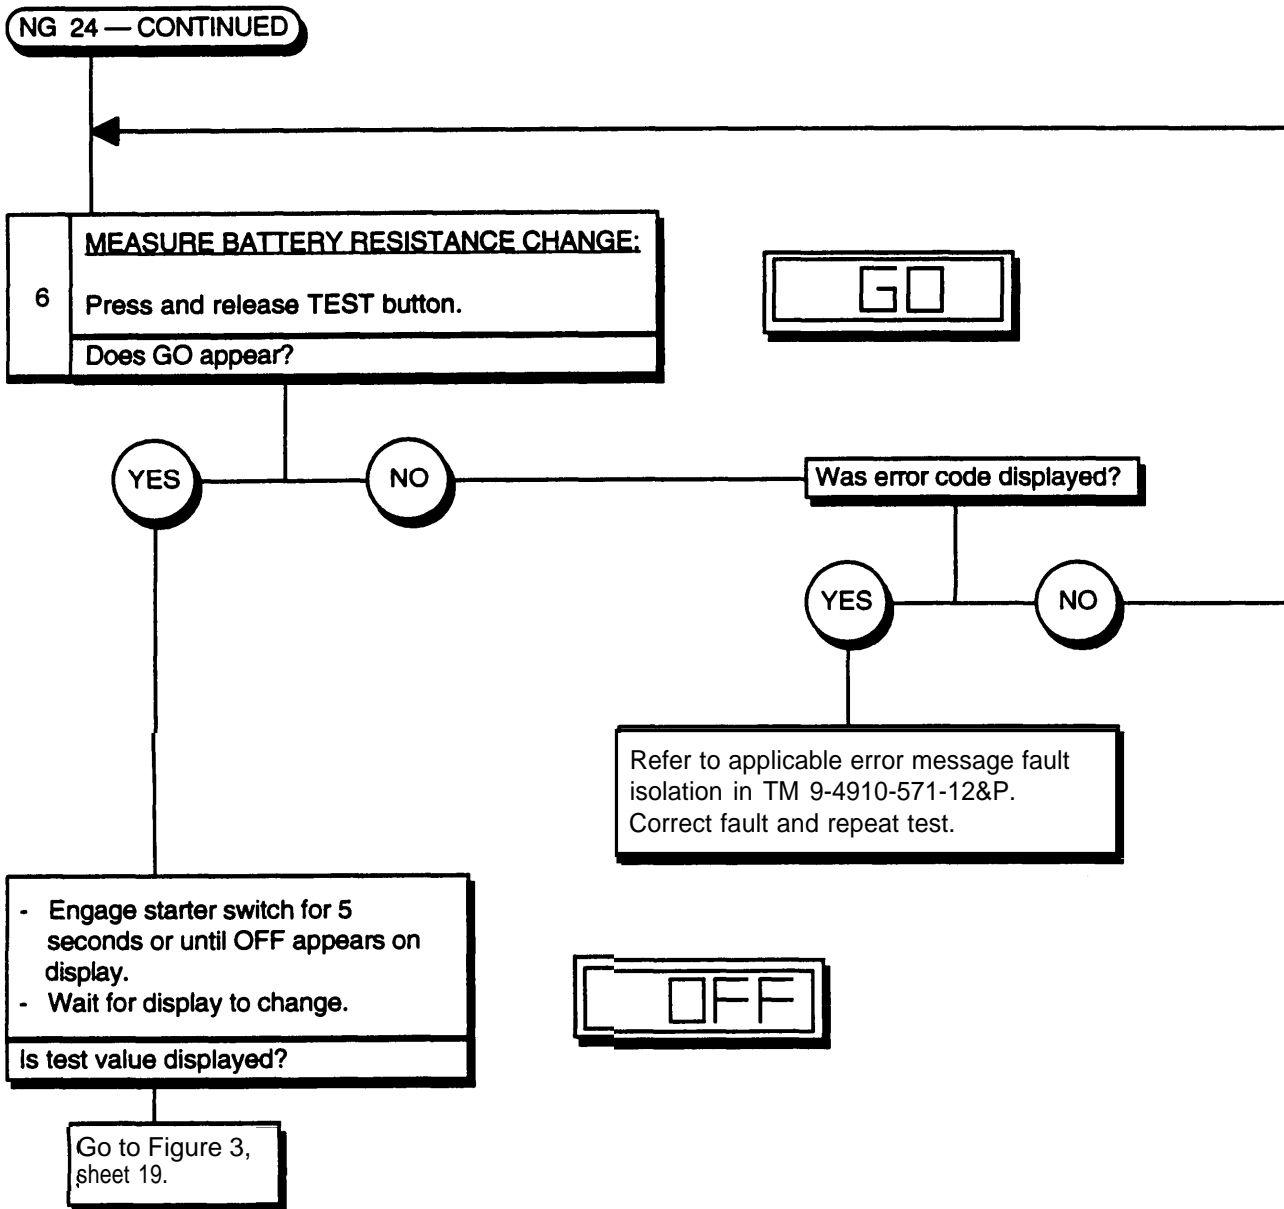 NG 24 — CONTINUED
6
MEASURE BATTERY RESISTANCE CHANGE:
Press and release TEST button.
Does GO appear?
GO
YES
NO
Was error code displayed?
YES
NO
Refer to applicable error message fault
isolation in TM 9-4910-571-12&P.
Correct fault and repeat test.
- Engage starter switch for 5
seconds or until OFF appears on
display.
- Wait for display to change.
Is test value displayed?
OFF
Go to Figure 3,
sheet 19.